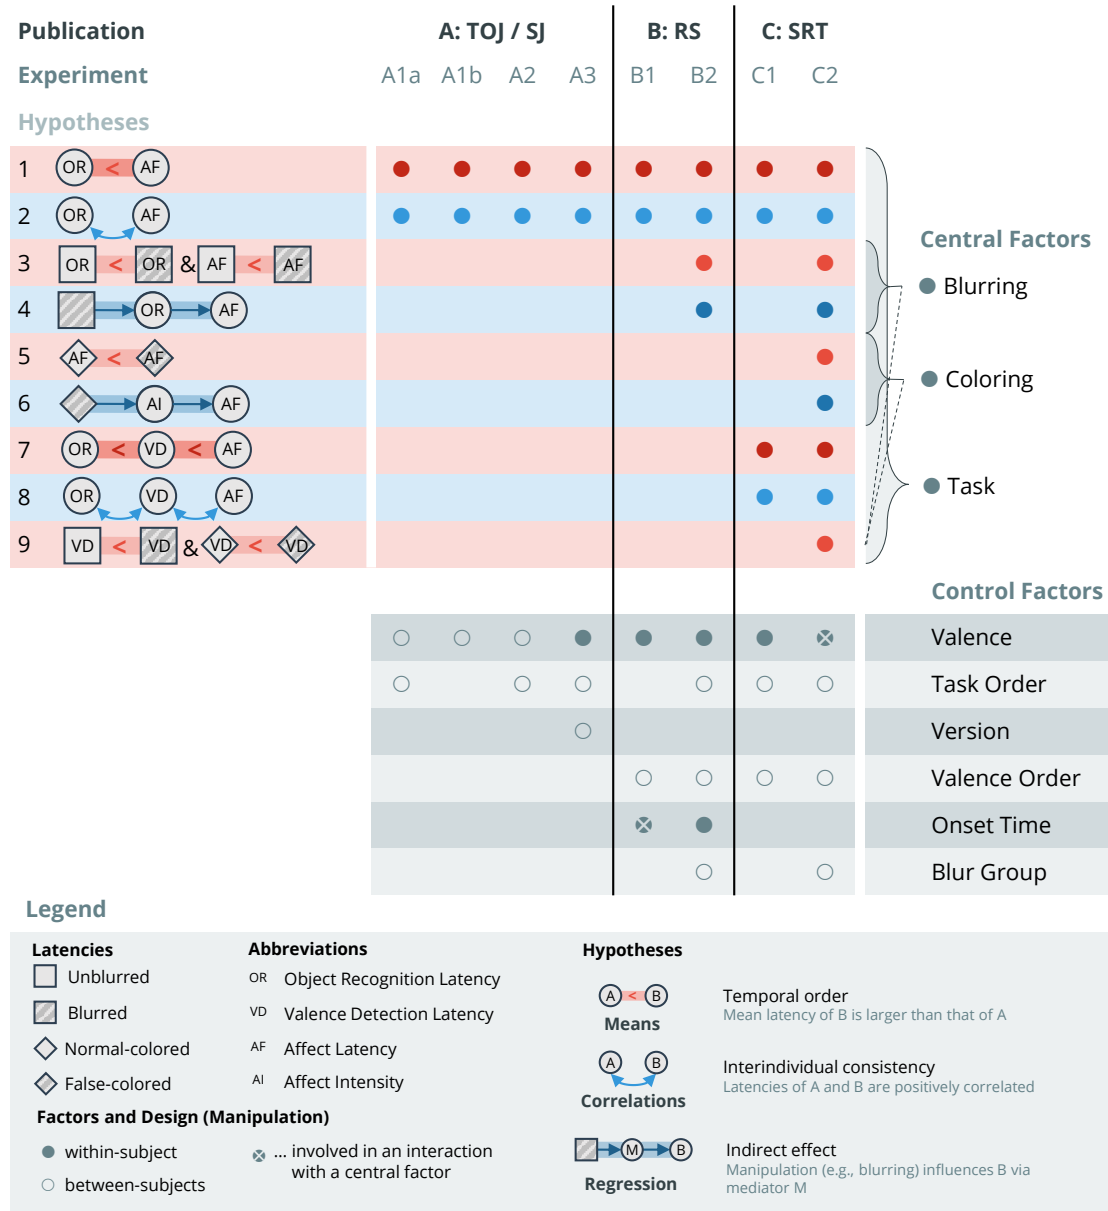 Publication A: TOJ / SJ B: RS C: SRT
Experiment A1a A1b A2 A3 B1 B2 C1 C2
Hypotheses
1 OR < AF
2 OR AF
3 OR < OR & AF < AF
4 OR AF
5 AF < AF
6 AI AF
7 OR < VD < AF
8 OR VD AF
9 VD < VD & VD < VD
Central Factors
Blurring
Coloring
Task
Control Factors
Valence
Task Order
Version
Valence Order
Onset Time
Blur Group
Legend
Latencies
Unblurred
Blurred
Normal-colored
False-colored
Abbreviations
OR Object Recognition Latency
VD Valence Detection Latency
AF Affect Latency
AI Affect Intensity
Factors and Design (Manipulation)
within-subject
between-subjects
... involved in an interaction
with a central factor
Hypotheses
A < B
Means
Temporal order
Mean latency of B is larger than that of A
A B
Correlations
Interindividual consistency
Latencies of A and B are positively correlated
M B
Regression
Indirect effect
Manipulation (e.g., blurring) influences B via
mediator M